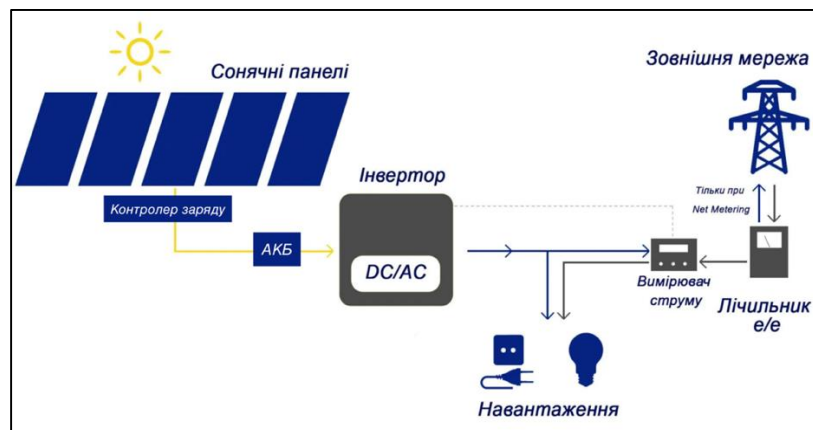 Сонячні панелі
Зовнішня мережа
Інвертор
Контролер заряду
АКБ
DC/AC
Тільки при
Net Metering
Вимірювач
струму
Лічильник
е/е
Навантаження